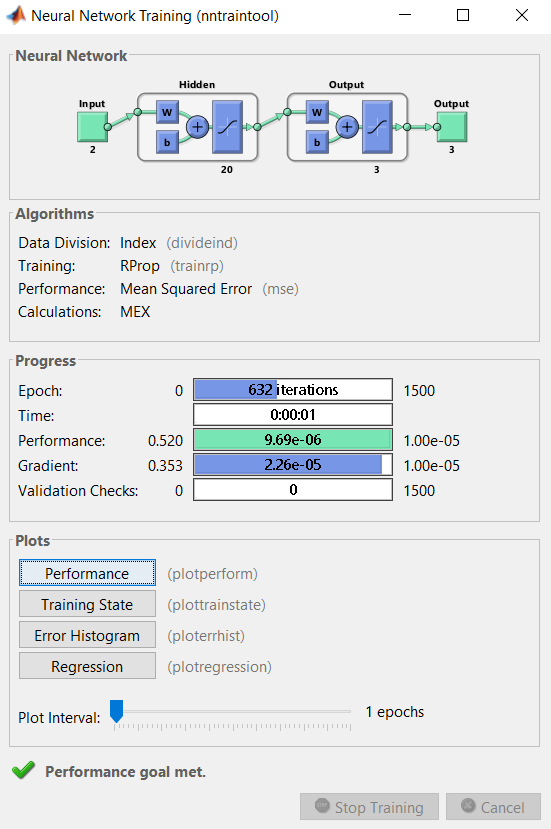 Neural Network Training (nntraintool)
Neural Network
Hidden Output
Input Output
W W
b b
2 20 3 3
Algorithms
Data Division: Index (divideind)
Training: RProp (trainrp)
Performance: Mean Squared Error (mse)
Calculations: MEX
Progress
Epoch: 0 632 iterations 1500
Time: 0:00:01
Performance: 0.520 9.69e-06 1.00e-05
Gradient: 0.353 2.26e-05 1.00e-05
Validation Checks: 0 0 1500
Plots
Performance (plotperform)
Training State (plottrainstate)
Error Histogram (ploterrhist)
Regression (plotregression)
Plot Interval: 1 epochs
Performance goal met.
Stop Training Cancel